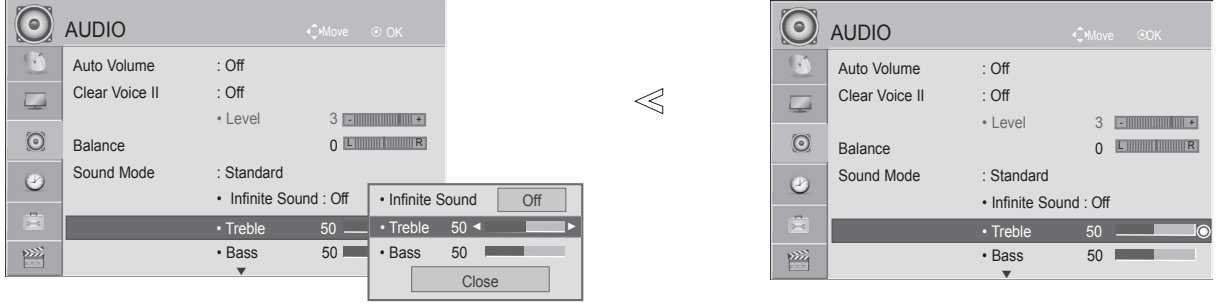 AUDIO
Move OK
Auto Volume : Off
Clear Voice II : Off
• Level 3 - +
Balance 0 L R
Sound Mode : Standard
• Infinite Sound : Off
• Treble 50
• Bass 50
• Infinite Sound Off
• Treble 50
• Bass 50
Close
AUDIO
Move OK
Auto Volume : Off
Clear Voice II : Off
• Level 3 - +
Balance 0 L R
Sound Mode : Standard
• Infinite Sound : Off
• Treble 50
• Bass 50